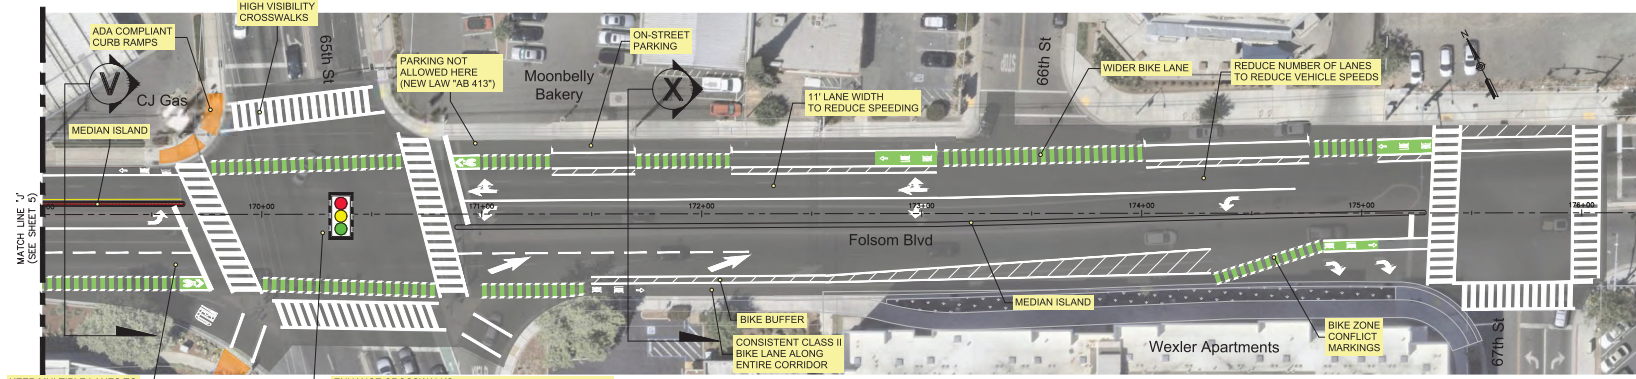 HIGH VISIBILITY
CROSSWALKS
ADA COMPLIANT
CURB RAMPS
65th St
ON-STREET
PARKING
PARKING NOT
ALLOWED HERE
(NEW LAW "AB 413")
Moonbelly
Bakery
66th St
WIDER BIKE LANE
REDUCE NUMBER OF LANES
TO REDUCE VEHICLE SPEEDS
N
V
CJ Gas
X
11' LANE WIDTH
TO REDUCE SPEEDING
MEDIAN ISLAND
STOP
MATCH LINE "J"
(SEE SHEET 5)
170+00
171+00
172+00
173+00
174+00
175+00
176+00
Folsom Blvd
MEDIAN ISLAND
BIKE BUFFER
CONSISTENT CLASS II
BIKE LANE ALONG
ENTIRE CORRIDOR
BIKE ZONE
CONFLICT
MARKINGS
Wexler Apartments
67th St